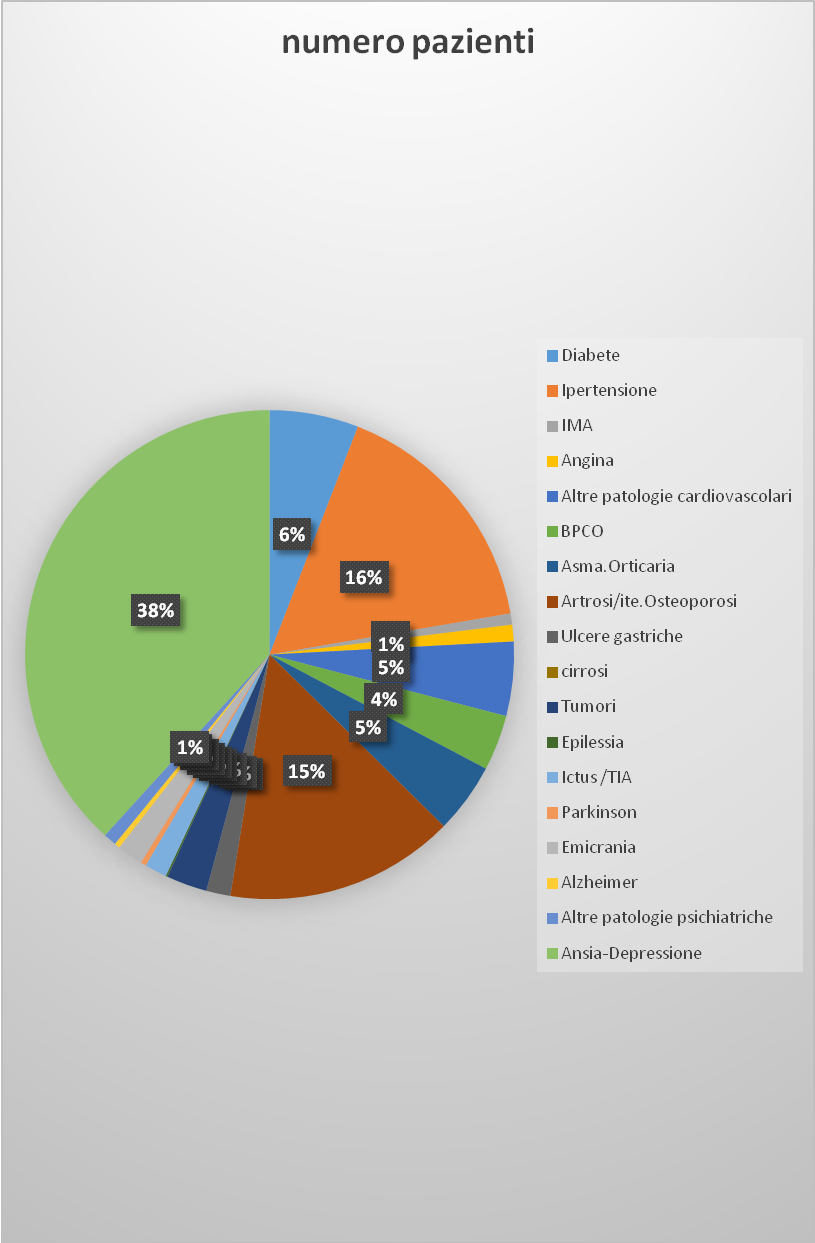 numero pazienti
6%
16%
1%
5%
4%
5%
15%
1%
38%
Diabete
Ipertensione
IMA
Angina
Altre patologie cardiovascolari
BPCO
Asma.Orticaria
Artrosi/ite.Osteoporosi
Ulcere gastriche
cirrosi
Tumori
Epilessia
Ictus /TIA
Parkinson
Emicrania
Alzheimer
Altre patologie psichiatriche
Ansia-Depressione